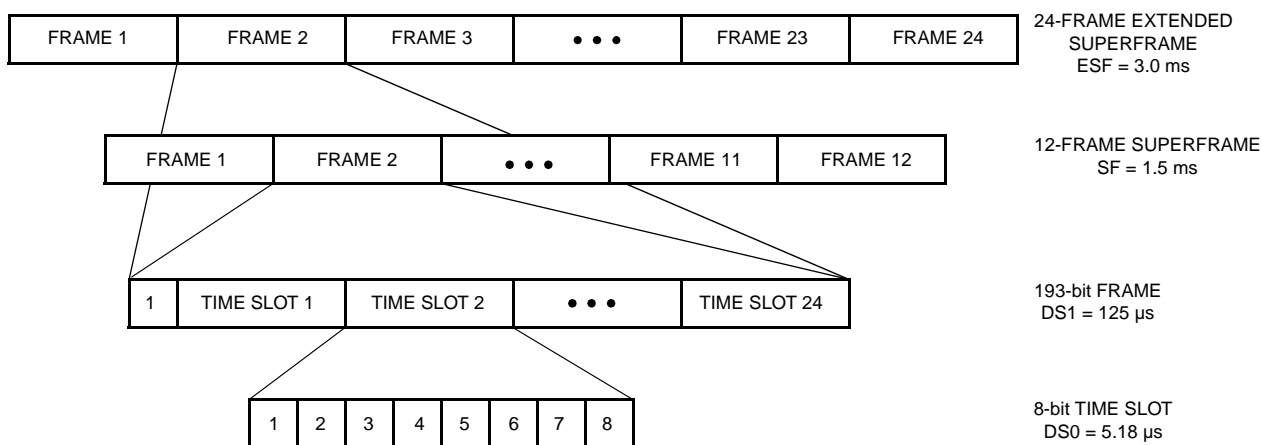 FRAME 1 FRAME 2 FRAME 3 • • • FRAME 23 FRAME 24
24-FRAME EXTENDED
SUPERFRAME
ESF = 3.0 ms
FRAME 1 FRAME 2 • • • FRAME 11 FRAME 12
12-FRAME SUPERFRAME
SF = 1.5 ms
1 TIME SLOT 1 TIME SLOT 2 • • • TIME SLOT 24
193-bit FRAME
DS1 = 125 µs
1 2 3 4 5 6 7 8
8-bit TIME SLOT
DS0 = 5.18 µs